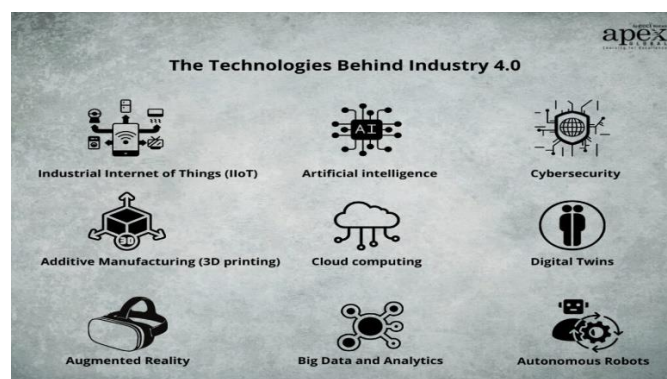 apex
GLOBAL
The Technologies Behind Industry 4.0
AI
Industrial Internet of Things (IIoT)
Artificial intelligence
Cybersecurity
3D
Additive Manufacturing (3D printing)
Cloud computing
Digital Twins
Augmented Reality
Big Data and Analytics
Autonomous Robots